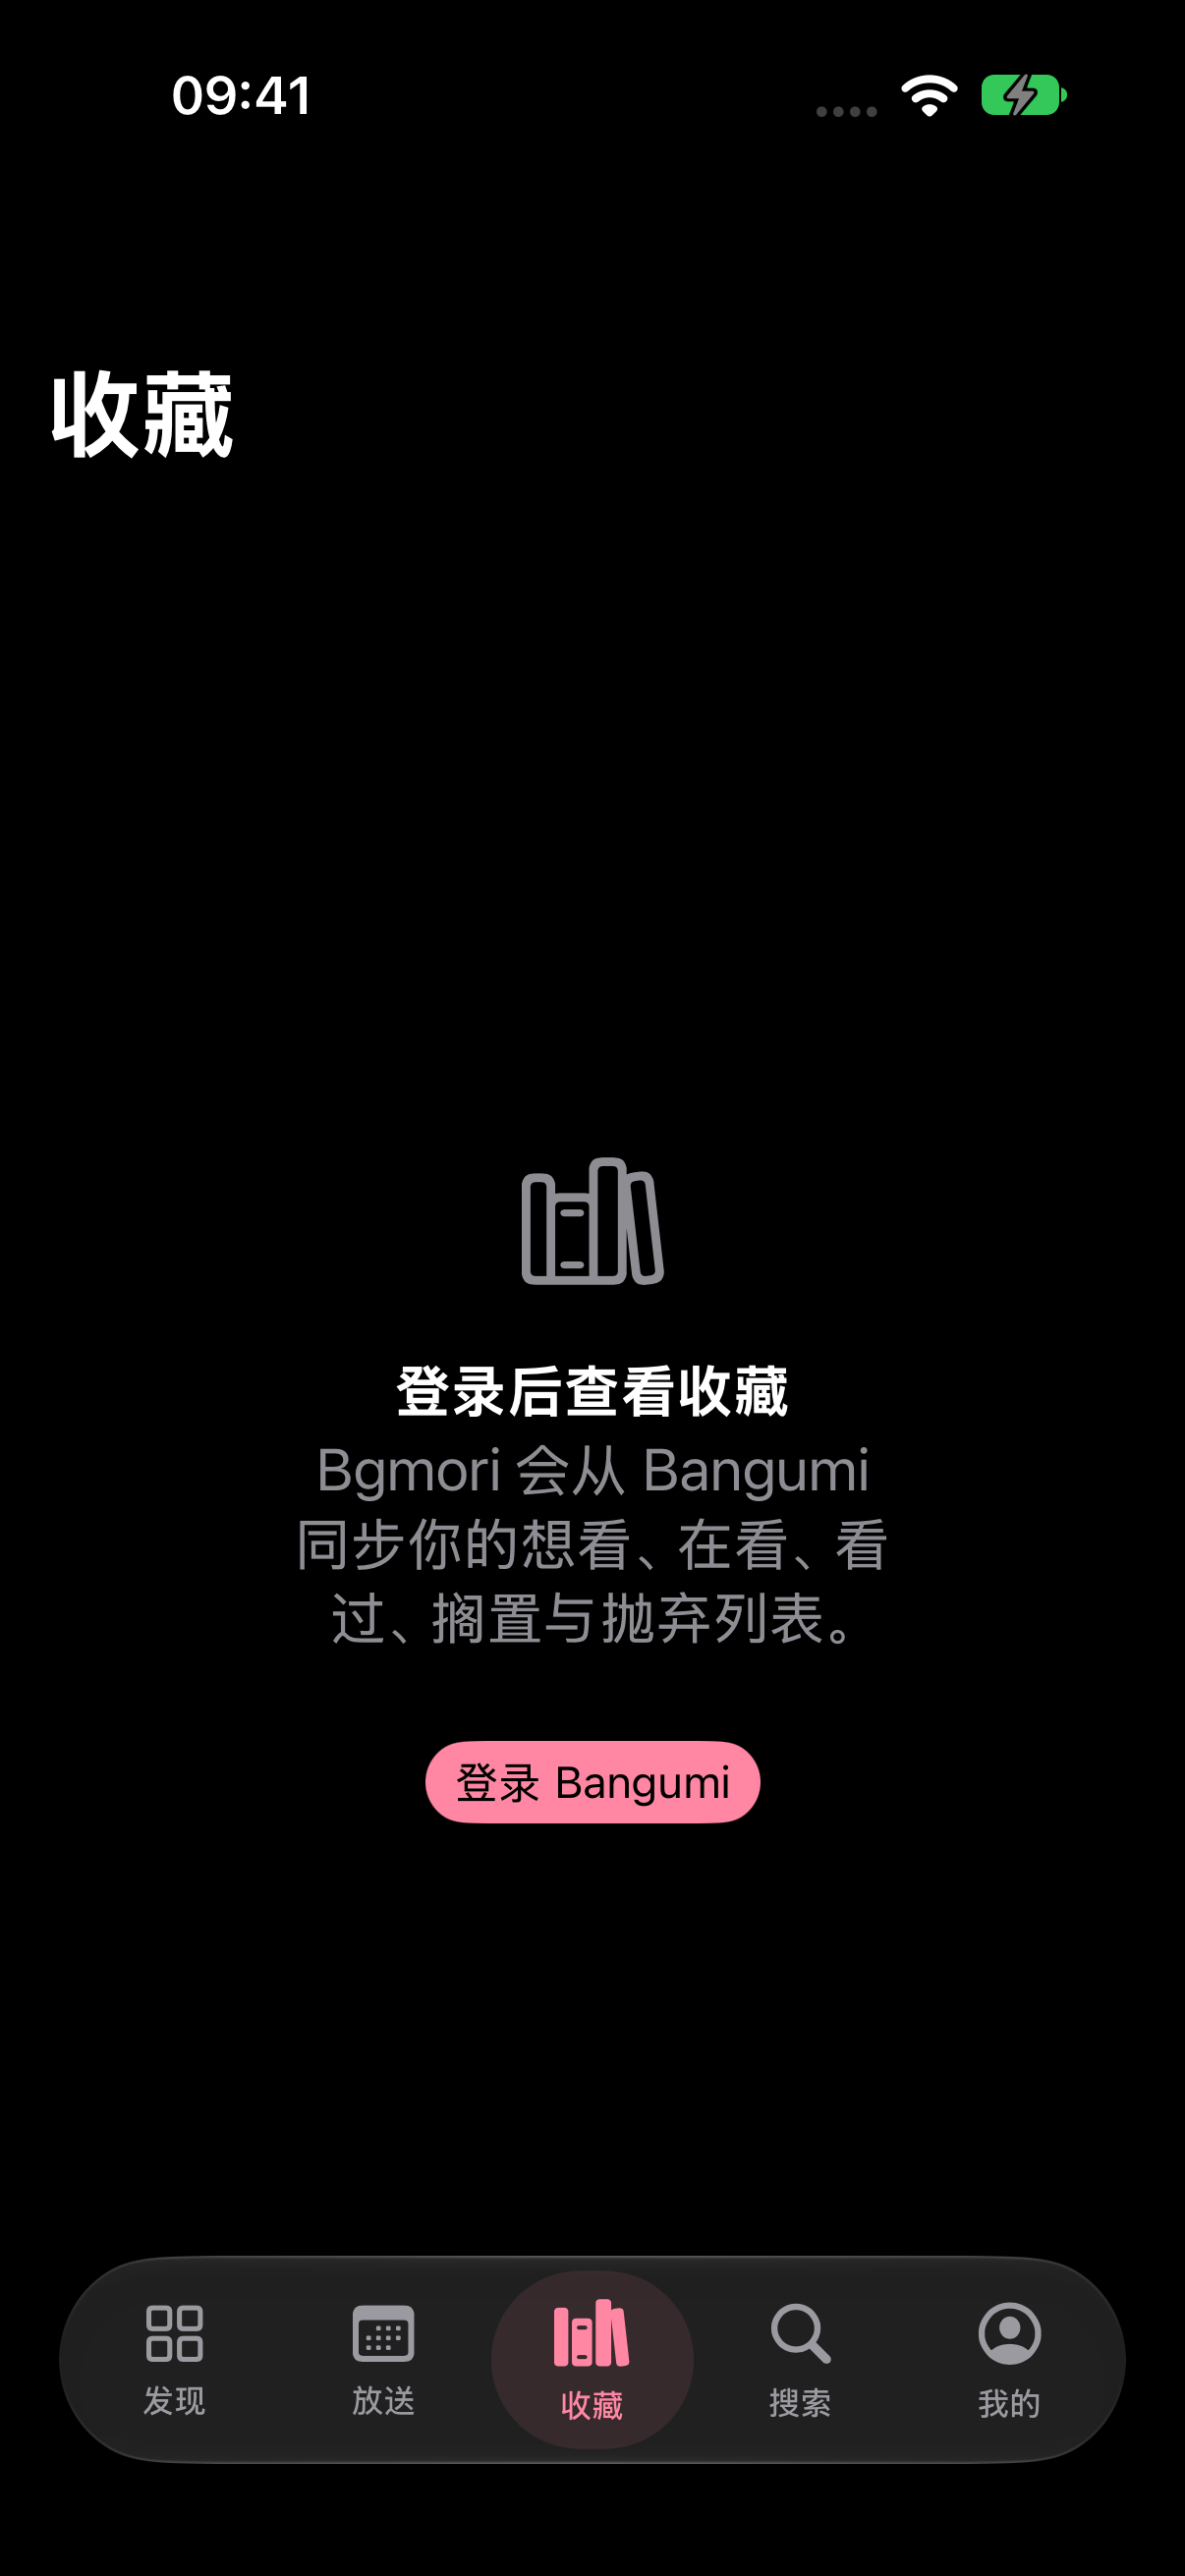 09:41
收藏
登录后查看收藏
Bgmori 会从 Bangumi
同步你的想看、在看、看
过、搁置与抛弃列表。
登录 Bangumi
发现
放送
收藏
搜索
我的